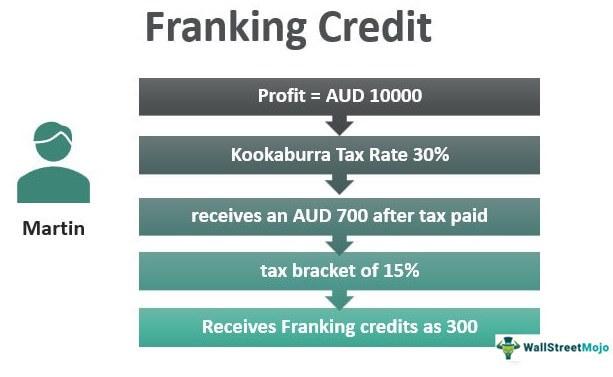 Franking Credit
Profit = AUD 10000
Kookaburra Tax Rate 30%
receives an AUD 700 after tax paid
Martin
tax bracket of 15%
Receives Franking credits as 300
WallStreetMojo